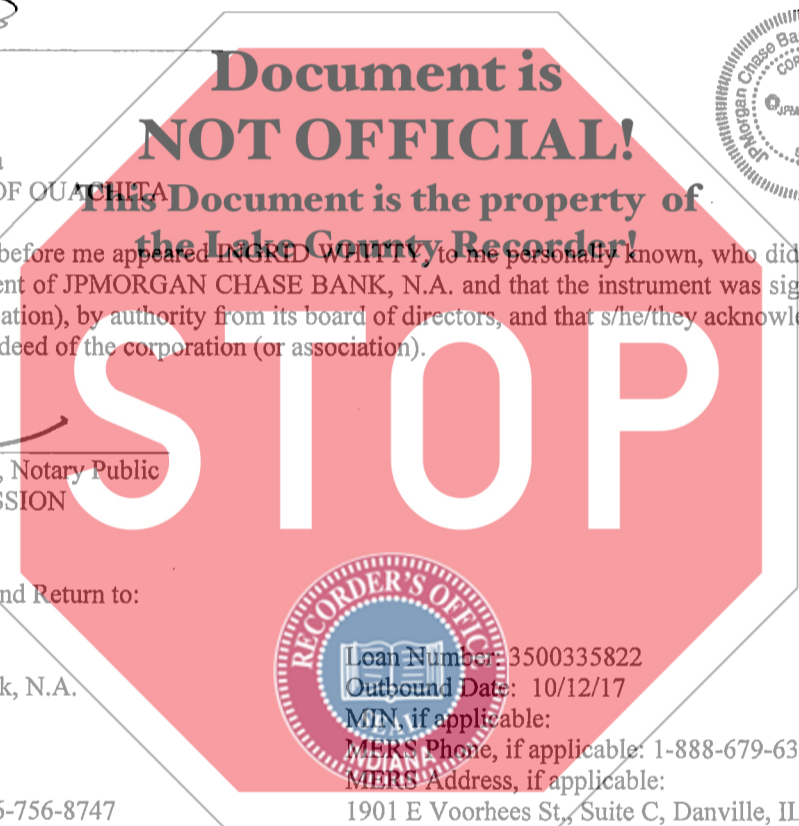 Document is
NOT OFFICIAL!
This Document is the property of
the Lake County Recorder!
JPMorgan Chase
OF OUACHITA
before me appeared INGRID WHITTY, to me personally known, who did
ent of JPMORGAN CHASE BANK, N.A. and that the instrument was sig
ation), by authority from its board of directors, and that s/he/they acknowle
deed of the corporation (or association).
STOP
, Notary Public
SSION
nd Return to:
RECORDER'S OFFICE
INDIANA
k, N.A.
Loan Number: 3500335822
Outbound Date: 10/12/17
MIN, if applicable:
MERS Phone, if applicable: 1-888-679-63
MERS Address, if applicable:
6-756-8747
1901 E Voorhees St., Suite C, Danville, IL